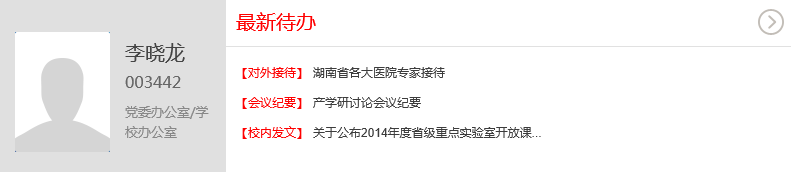 李晓龙
003442
党委办公室/学
校办公室
最新待办
【对外接待】 湖南省各大医院专家接待
【会议纪要】 产学研讨论会议纪要
【校内发文】 关于公布2014年度省级重点实验室开放课...